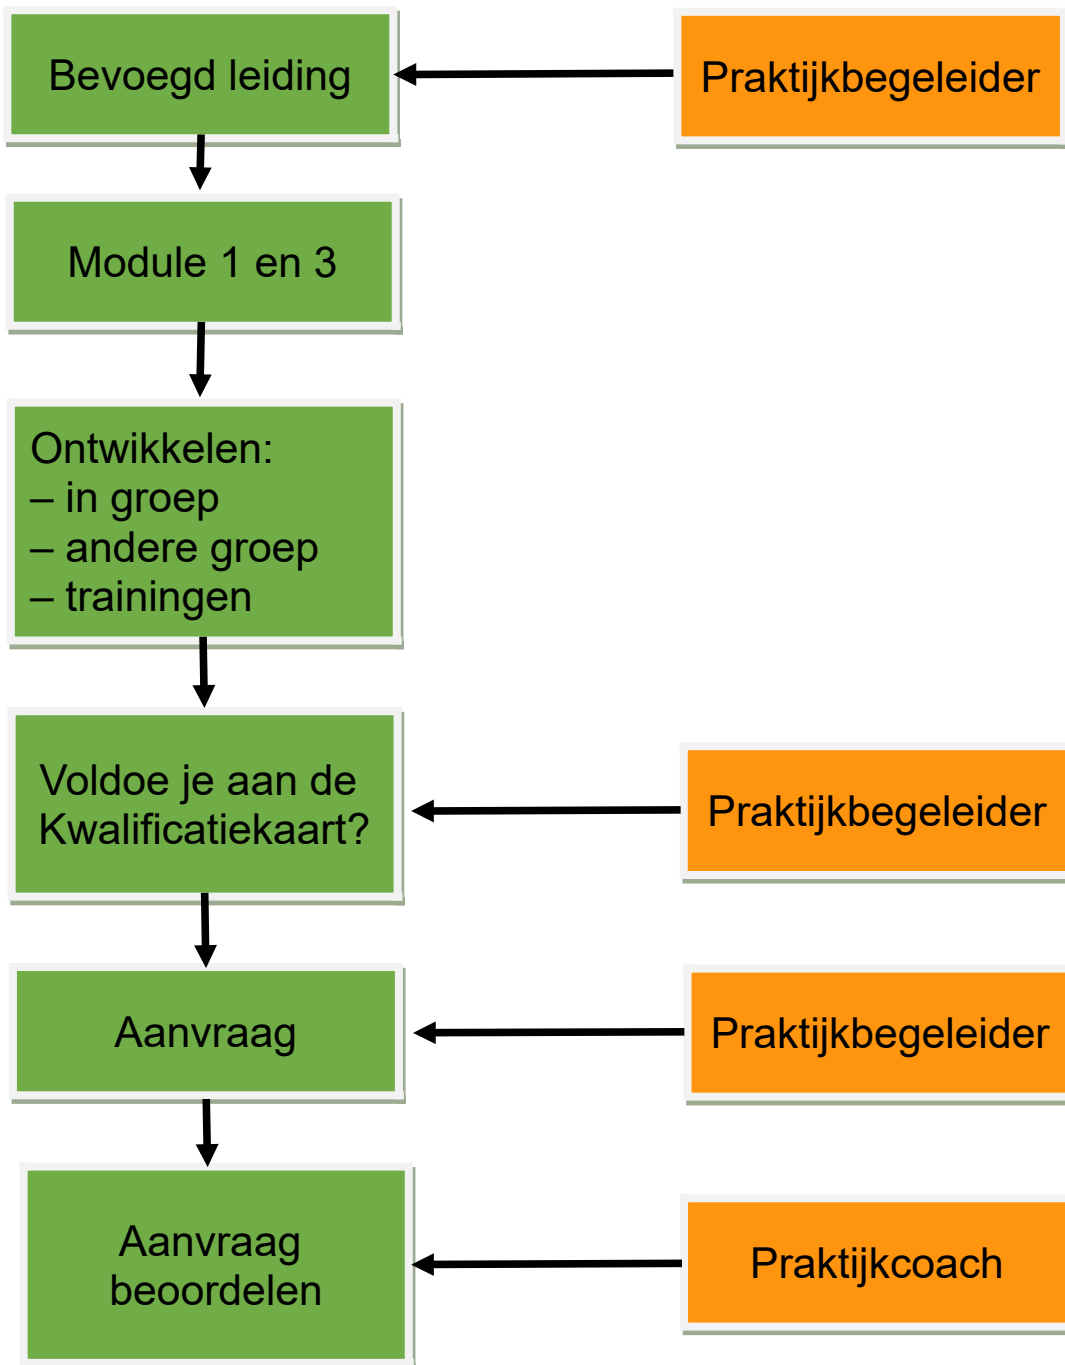 Bevoegd leiding
Praktijkbegeleider
Module 1 en 3
Ontwikkelen:
– in groep
– andere groep
– trainingen
Voldoe je aan de
Kwalificatiekaart?
Praktijkbegeleider
Aanvraag
Praktijkbegeleider
Aanvraag
beoordelen
Praktijkcoach